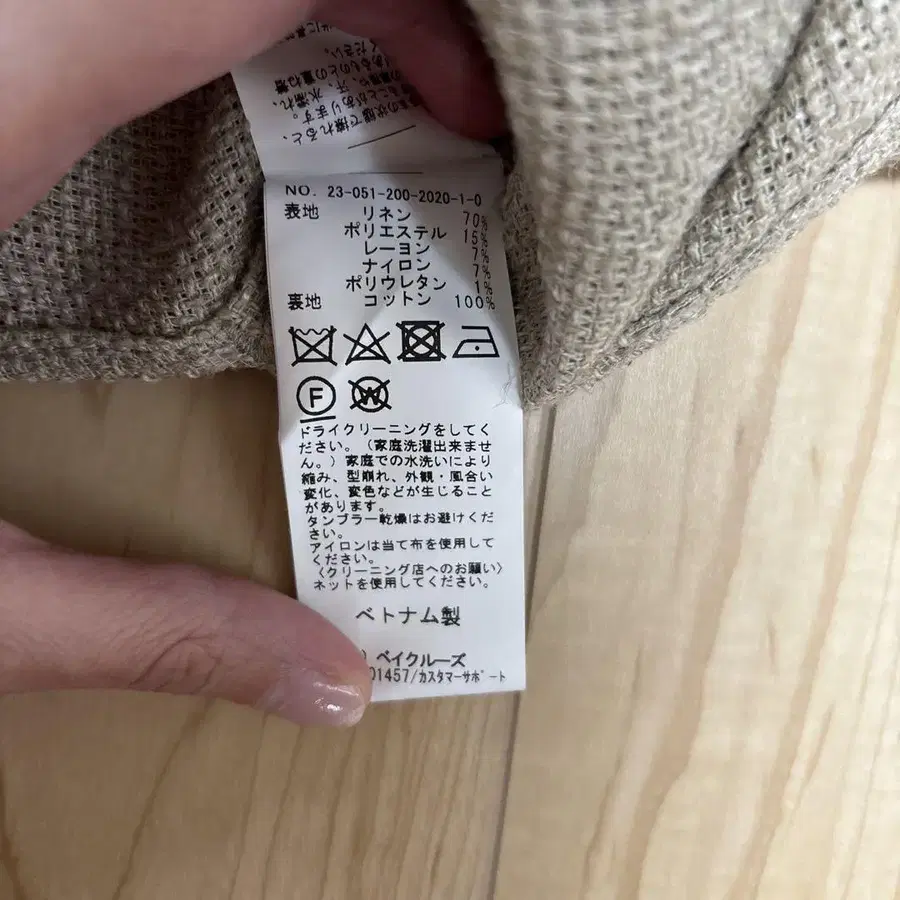 NO. 23-051-200-2020-1-0
表地 リネン 70%
ポリエステル 15%
レーヨン 7%
ナイロン 7%
ポリウレタン 1%
裏地 コットン 100%
F W
ドライクリーニングをしてく
ださい。(家庭洗濯出来ませ
ん。)家庭での水洗いにより
縮み、型崩れ、外観・風合い
変化、変色などが生じること
があります。
タンブラー乾燥はお避けくだ
さい。
アイロンは当て布を使用して
ください。
〈クリーニング店へのお願い〉
ネットを使用してください。
ベトナム製
) ベイクルーズ
01457/カスタマーサポート